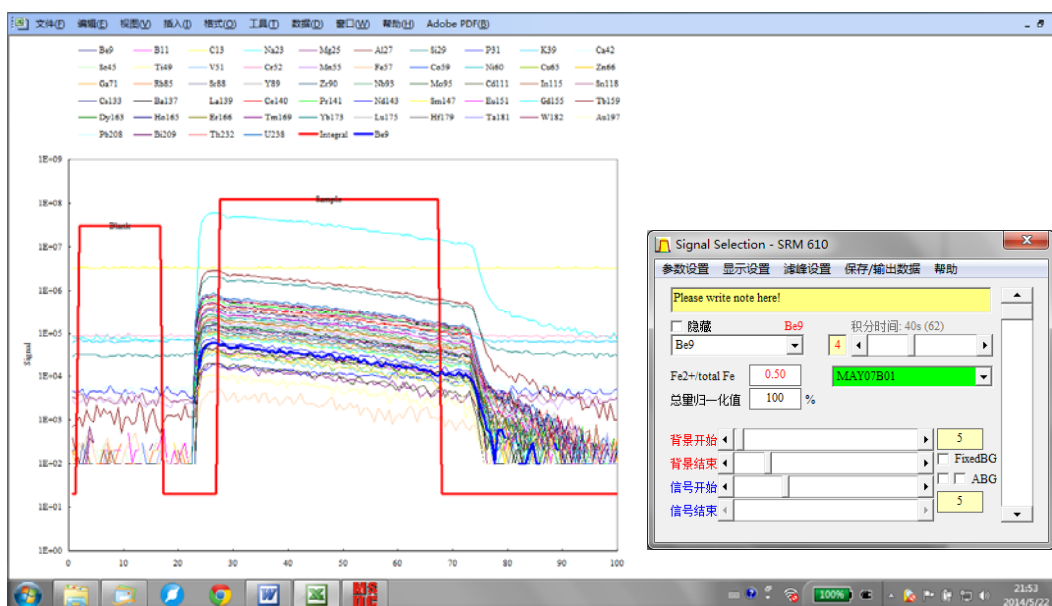 文件(F) 编辑(E) 视图(V) 插入(I) 格式(O) 工具(T) 数据(D) 窗口(W) 帮助(H) Adobe PDF(B)
Be9 B11 C13 Na23 Mg25 Al27 Si29 P31 K39 Ca42
Sc45 Ti49 V51 Cr52 Mn55 Fe57 Co59 Ni60 Cu65 Zn66
Ga71 Rb85 Sr88 Y89 Zr90 Nb93 Mo95 Cd111 In115 Sn118
Cs133 Ba137 La139 Ce140 Pr141 Nd143 Sm147 Eu151 Gd155 Tb159
Dy163 Ho165 Er166 Tm169 Yb173 Lu175 Hf179 Ta181 W182 Au197
Pb208 Bi209 Th232 U238 Integral Be9
1E+09
1E+08
1E+07
1E+06
1E+05
1E+04
1E+03
1E+02
1E+01
1E+00
Signal
Blank
Sample
0 10 20 30 40 50 60 70 80 90 100
Signal Selection - SRM 610
参数设置 显示设置 滤峰设置 保存/输出数据 帮助
Please write note here!
隐藏 Be9 积分时间: 40s (62)
Be9 4
Fe2+/total Fe 0.50 MAY07B01
总量归一化值 100 %
背景开始 5
背景结束 FixedBG
信号开始 ABG
信号结束 5
100%
21:53
2014/5/22